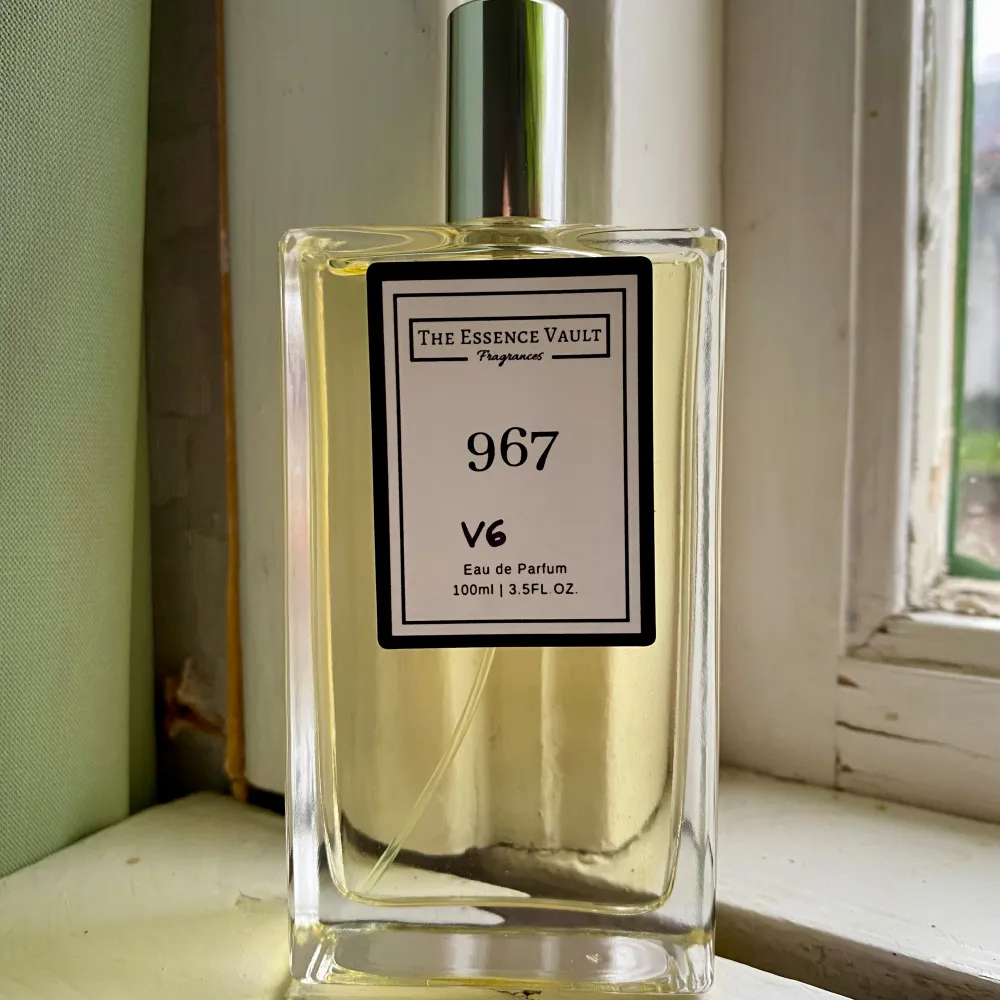 THE ESSENCE VAULT
Fragrances
967
V6
Eau de Parfum
100ml | 3.5FL.OZ.